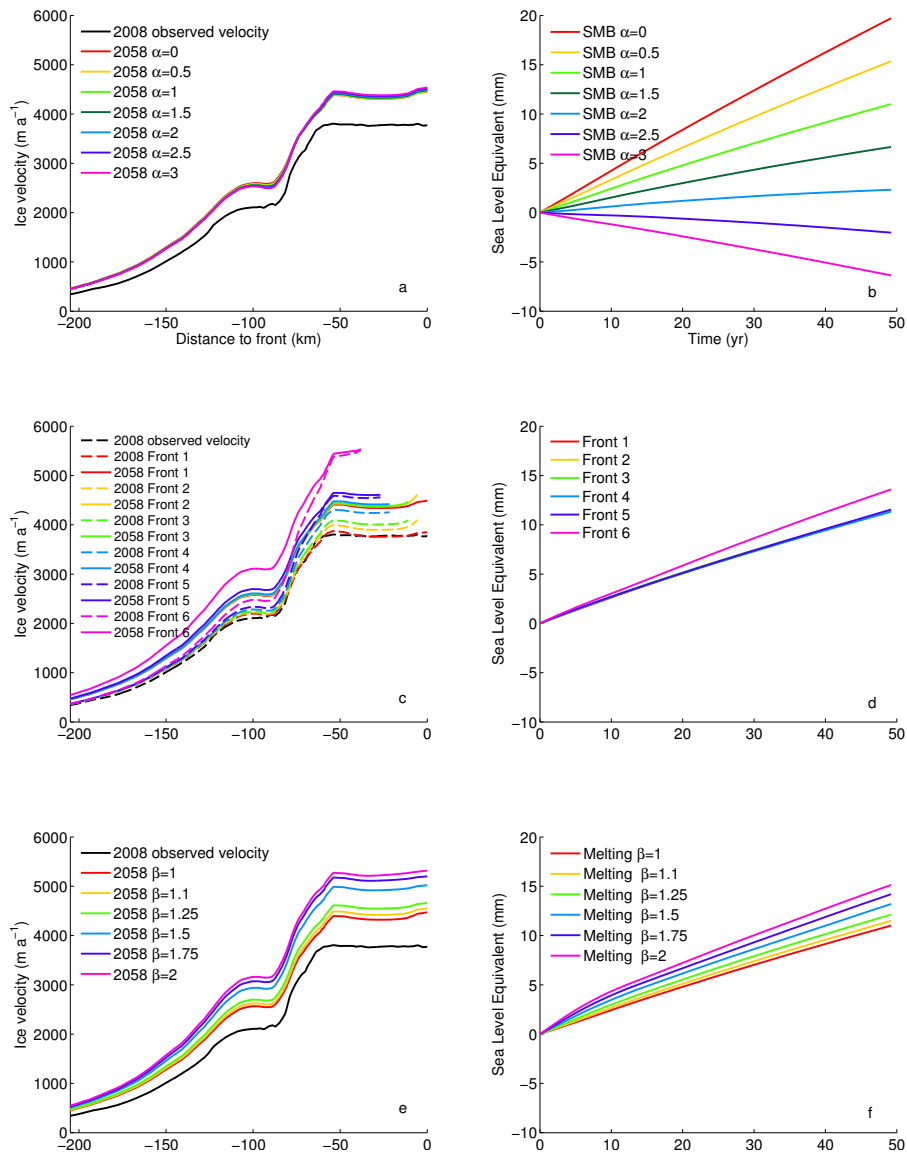 6000
5000
4000
3000
2000
1000
0
Ice velocity (m a⁻¹)
2008 observed velocity
2058 α=0
2058 α=0.5
2058 α=1
2058 α=1.5
2058 α=2
2058 α=2.5
2058 α=3
a
−200
−150
−100
−50
0
Distance to front (km)
20
15
10
5
0
−5
−10
Sea Level Equivalent (mm)
SMB α=0
SMB α=0.5
SMB α=1
SMB α=1.5
SMB α=2
SMB α=2.5
SMB α=3
b
0
10
20
30
40
50
Time (yr)
6000
5000
4000
3000
2000
1000
0
Ice velocity (m a⁻¹)
2008 observed velocity
2008 Front 1
2058 Front 1
2008 Front 2
2058 Front 2
2008 Front 3
2058 Front 3
2008 Front 4
2058 Front 4
2008 Front 5
2058 Front 5
2008 Front 6
2058 Front 6
c
−200
−150
−100
−50
0
20
15
10
5
0
−5
−10
Sea Level Equivalent (mm)
Front 1
Front 2
Front 3
Front 4
Front 5
Front 6
d
0
10
20
30
40
50
6000
5000
4000
3000
2000
1000
0
Ice velocity (m a⁻¹)
2008 observed velocity
2058 β=1
2058 β=1.1
2058 β=1.25
2058 β=1.5
2058 β=1.75
2058 β=2
e
−200
−150
−100
−50
0
20
15
10
5
0
−5
−10
Sea Level Equivalent (mm)
Melting β=1
Melting β=1.1
Melting β=1.25
Melting β=1.5
Melting β=1.75
Melting β=2
f
0
10
20
30
40
50